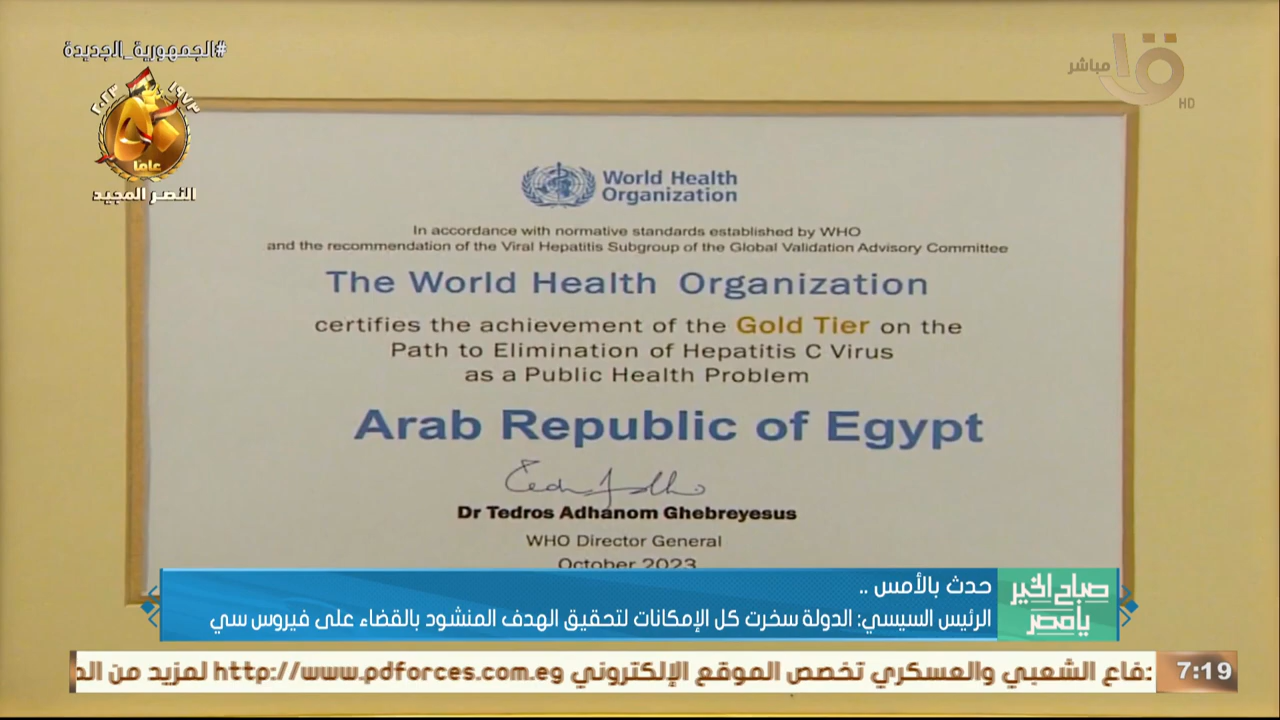 #الجمهورية_الجديدة
١٩٧٣
٢٠٢٣
٥٠
عاما
النصر المجيد
مباشر
HD
World Health
Organization
In accordance with normative standards established by WHO
and the recommendation of the Viral Hepatitis Subgroup of the Global Validation Advisory Committee
The World Health Organization
certifies the achievement of the Gold Tier on the
Path to Elimination of Hepatitis C Virus
as a Public Health Problem
Arab Republic of Egypt
Dr Tedros Adhanom Ghebreyesus
WHO Director General
October 2023
صباح الخير
يا مصر
حدث بالأمس ..
الرئيس السيسي: الدولة سخرت كل الإمكانات لتحقيق الهدف المنشود بالقضاء على فيروس سي
7:19
دفاع الشعبي والعسكري تخصص الموقع الإلكتروني http://www.pdforces.com.eg لمزيد من